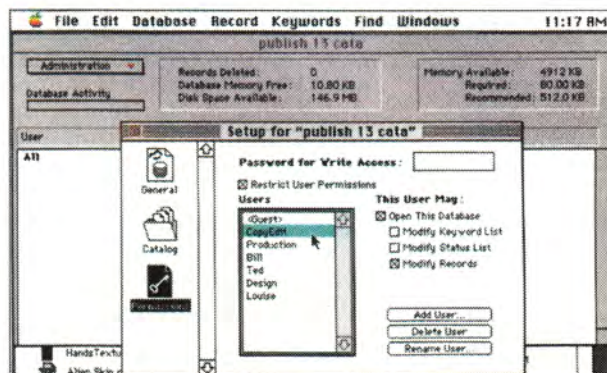 File Edit Database Record Keywords Find Windows 11:17 AM
publish 13 cata
Administration
Database Activity
Records Deleted: 0
Database Memory Free: 10.80 KB
Disk Space Available: 146.9 MB
Memory Available: 4912 KB
Required: 80.00 KB
Recommended: 512.0 KB
User
All
Setup for "publish 13 cata"
General
Catalog
Permissions
Password for Write Access:
Restrict User Permissions
Users
<Guest>
CopyEdit
Production
Bill
Ted
Design
Louise
This User May:
Open This Database
Modify Keyword List
Modify Status List
Modify Records
Add User...
Delete User
Rename User...
HandsTextu
Alien Skin